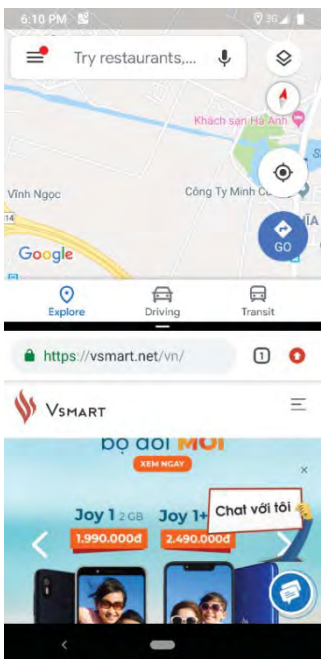 6:10 PM
3G
Try restaurants,...
Khách sạn Hà Anh
Vĩnh Ngọc
Công Ty Minh
14
Google
GO
Explore
Driving
Transit
https://vsmart.net/vn/
1
VSMART
bộ đôi MỚI
XEM NGAY
×
Joy 1 2 GB
Joy 1+
Chat với tôi
1.990.000đ
2.490.000đ